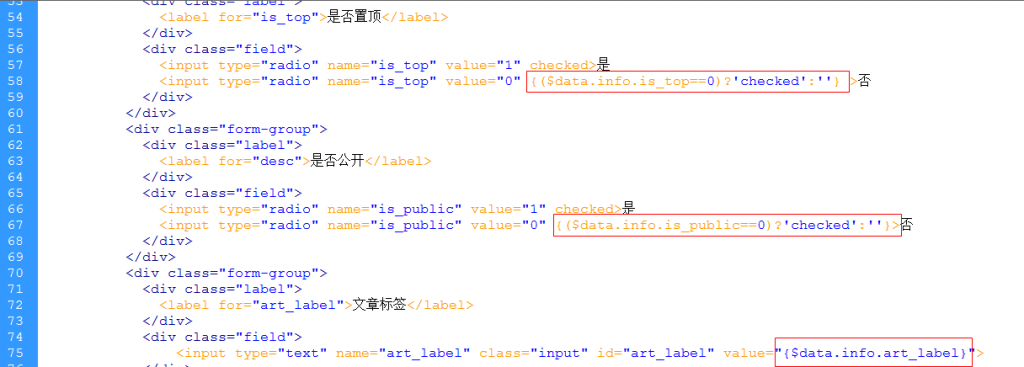 53 <div class="label">
54 <label for="is_top">是否置顶</label>
55 </div>
56 <div class="field">
57 <input type="radio" name="is_top" value="1" checked>是
58 <input type="radio" name="is_top" value="0" {($data.info.is_top==0)?'checked':''} >否
59 </div>
60 </div>
61 <div class="form-group">
62 <div class="label">
63 <label for="desc">是否公开</label>
64 </div>
65 <div class="field">
66 <input type="radio" name="is_public" value="1" checked>是
67 <input type="radio" name="is_public" value="0" {($data.info.is_public==0)?'checked':''}>否
68 </div>
69 </div>
70 <div class="form-group">
71 <div class="label">
72 <label for="art_label">文章标签</label>
73 </div>
74 <div class="field">
75 <input type="text" name="art_label" class="input" id="art_label" value="{$data.info.art_label}">
76 </div>